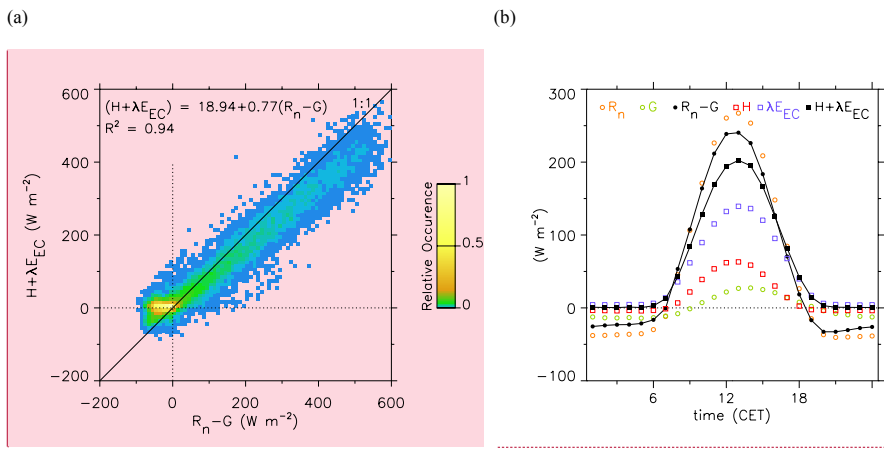 (a)
(b)
600
(H+λE_EC) = 18.94+0.77(R_n−G)
1:1
R² = 0.94
400
200
0
−200
H+λE_EC (W m⁻²)
−200 0 200 400 600
R_n−G (W m⁻²)
Relative Occurence
1
0.5
0
300
R_n G R_n−G H λE_EC H+λE_EC
200
100
0
−100
(W m⁻²)
6 12 18
time (CET)